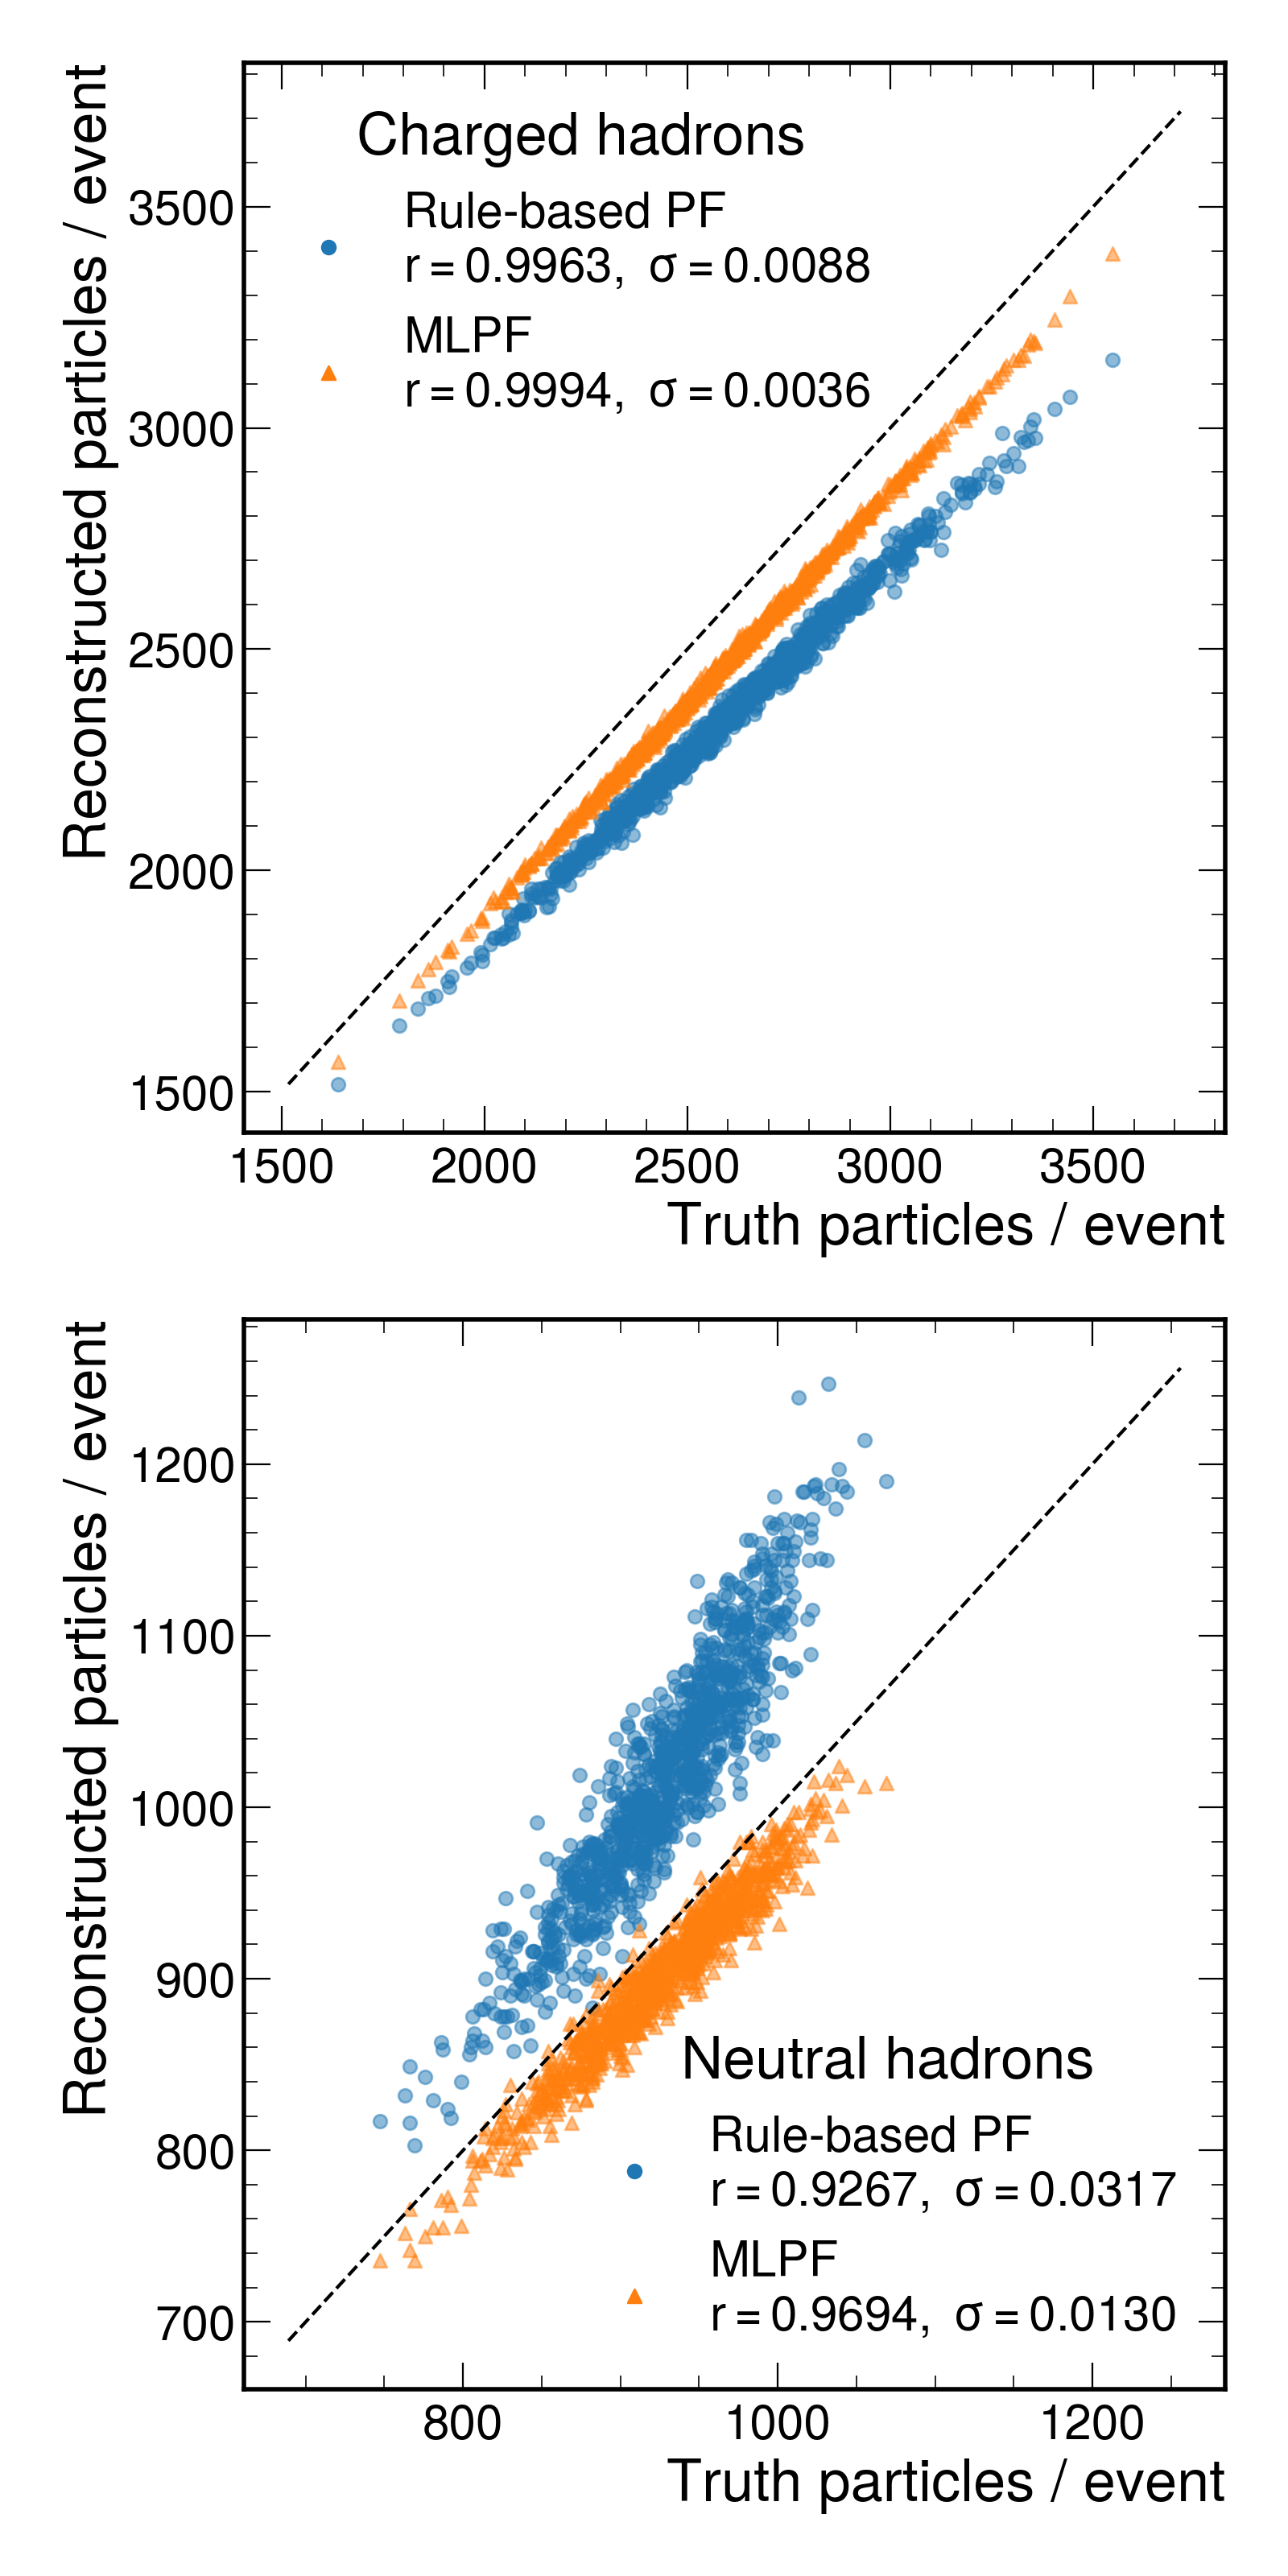 Reconstructed particles / event
Charged hadrons
Rule-based PF
r = 0.9963, σ = 0.0088
MLPF
r = 0.9994, σ = 0.0036
3500
3000
2500
2000
1500
1500 2000 2500 3000 3500
Truth particles / event
Reconstructed particles / event
1200
1100
1000
900
800
700
Neutral hadrons
Rule-based PF
r = 0.9267, σ = 0.0317
MLPF
r = 0.9694, σ = 0.0130
800 1000 1200
Truth particles / event